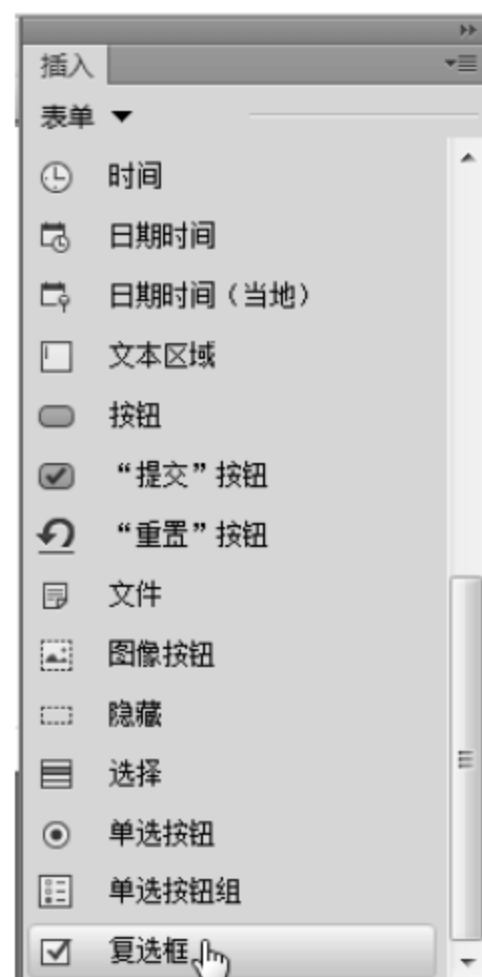 插入
表单
时间
日期时间
日期时间（当地）
文本区域
按钮
“提交”按钮
“重置”按钮
文件
图像按钮
隐藏
选择
单选按钮
单选按钮组
复选框